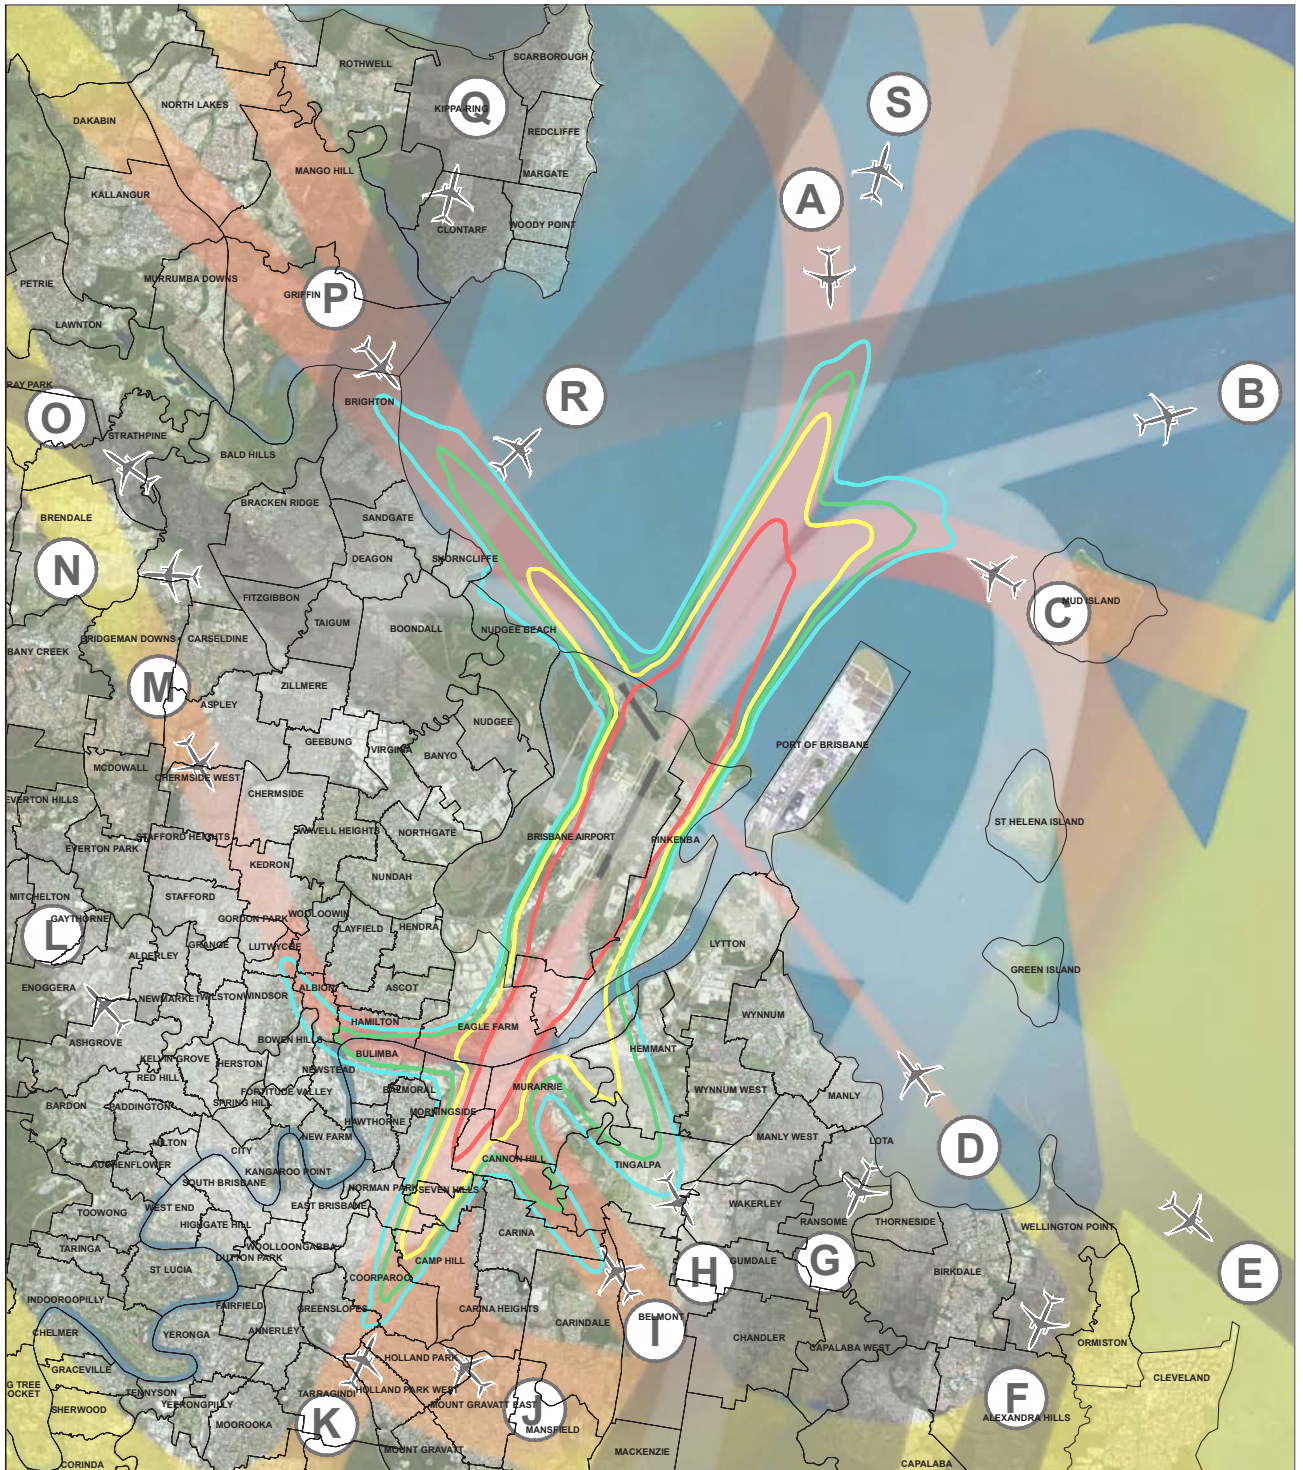 SCARBOROUGH
ROTHWELL
Q
KIPPA-RING
S
NORTH LAKES
DAKABIN
REDCLIFFE
MANGO HILL
MARGATE
KALLANGUR
A
WOODY POINT
CLONTARF
MURRUMBA DOWNS
PETRIE
GRIFFIN
P
LAWNTON
RAY PARK
O
BRIGHTON
R
B
STRATHPINE
BALD HILLS
BRACKEN RIDGE
BRENDALE
SANDGATE
N
DEAGON
SHORNCLIFFE
FITZGIBBON
C
MUD ISLAND
TAIGUM
BOONDALL
NUDGEE BEACH
BRIDGEMAN DOWNS
CARSELDINE
BANY CREEK
M
ZILLMERE
ASPLEY
NUDGEE
GEEBUNG
VIRGINIA
BANYO
PORT OF BRISBANE
MCDOWALL
CHERMSIDE WEST
CHERMSIDE
EVERTON HILLS
ST HELENA ISLAND
STAFFORD HEIGHTS
WAVELL HEIGHTS
NORTHGATE
BRISBANE AIRPORT
PINKENBA
EVERTON PARK
KEDRON
NUNDAH
MITCHELTON
STAFFORD
GAYTHORNE
GORDON PARK
WOOLOOWIN
CLAYFIELD
HENDRA
L
GRANGE
LUTWYCHE
LYTTON
ALDERLEY
GREEN ISLAND
ENOGGERA
ALBION
ASCOT
NEWMARKET
WILSTON
WINDSOR
WYNNUM
HAMILTON
EAGLE FARM
ASHGROVE
BOWEN HILLS
HEMMANT
KELVIN GROVE
HERSTON
BULIMBA
RED HILL
NEWSTEAD
FORTITUDE VALLEY
BALMORAL
MURARRIE
WYNNUM WEST
MANLY
BARDON
PADDINGTON
SPRING HILL
MORNINGSIDE
HAWTHORNE
MILTON
NEW FARM
MANLY WEST
LOTA
D
CITY
AUCHENFLOWER
KANGAROO POINT
CANNON HILL
TINGALPA
SOUTH BRISBANE
NORMAN PARK
SEVEN HILLS
TOOWONG
WEST END
EAST BRISBANE
WAKERLEY
HIGHGATE HILL
RANSOME
THORNESIDE
WELLINGTON POINT
TARINGA
WOOLLOONGABBA
DUTTON PARK
CARINA
CAMP HILL
H
GUMDALE
G
E
ST LUCIA
COORPAROO
BIRKDALE
INDOOROOPILLY
FAIRFIELD
GREENSLOPES
CARINA HEIGHTS
BELMONT
CHELMER
YERONGA
ANNERLEY
CARINDALE
I
CHANDLER
ORMISTON
CAPALABA WEST
GRACEVILLE
HOLLAND PARK
CLEVELAND
G TREE
OCKET
TENNYSON
TARRAGINDI
HOLLAND PARK WEST
F
SHERWOOD
YEERONGPILLY
MOUNT GRAVATT EAST
J
K
ALEXANDRA HILLS
MOOROOKA
MANSFIELD
MOUNT GRAVATT
MACKENZIE
CORINDA
CAPALABA